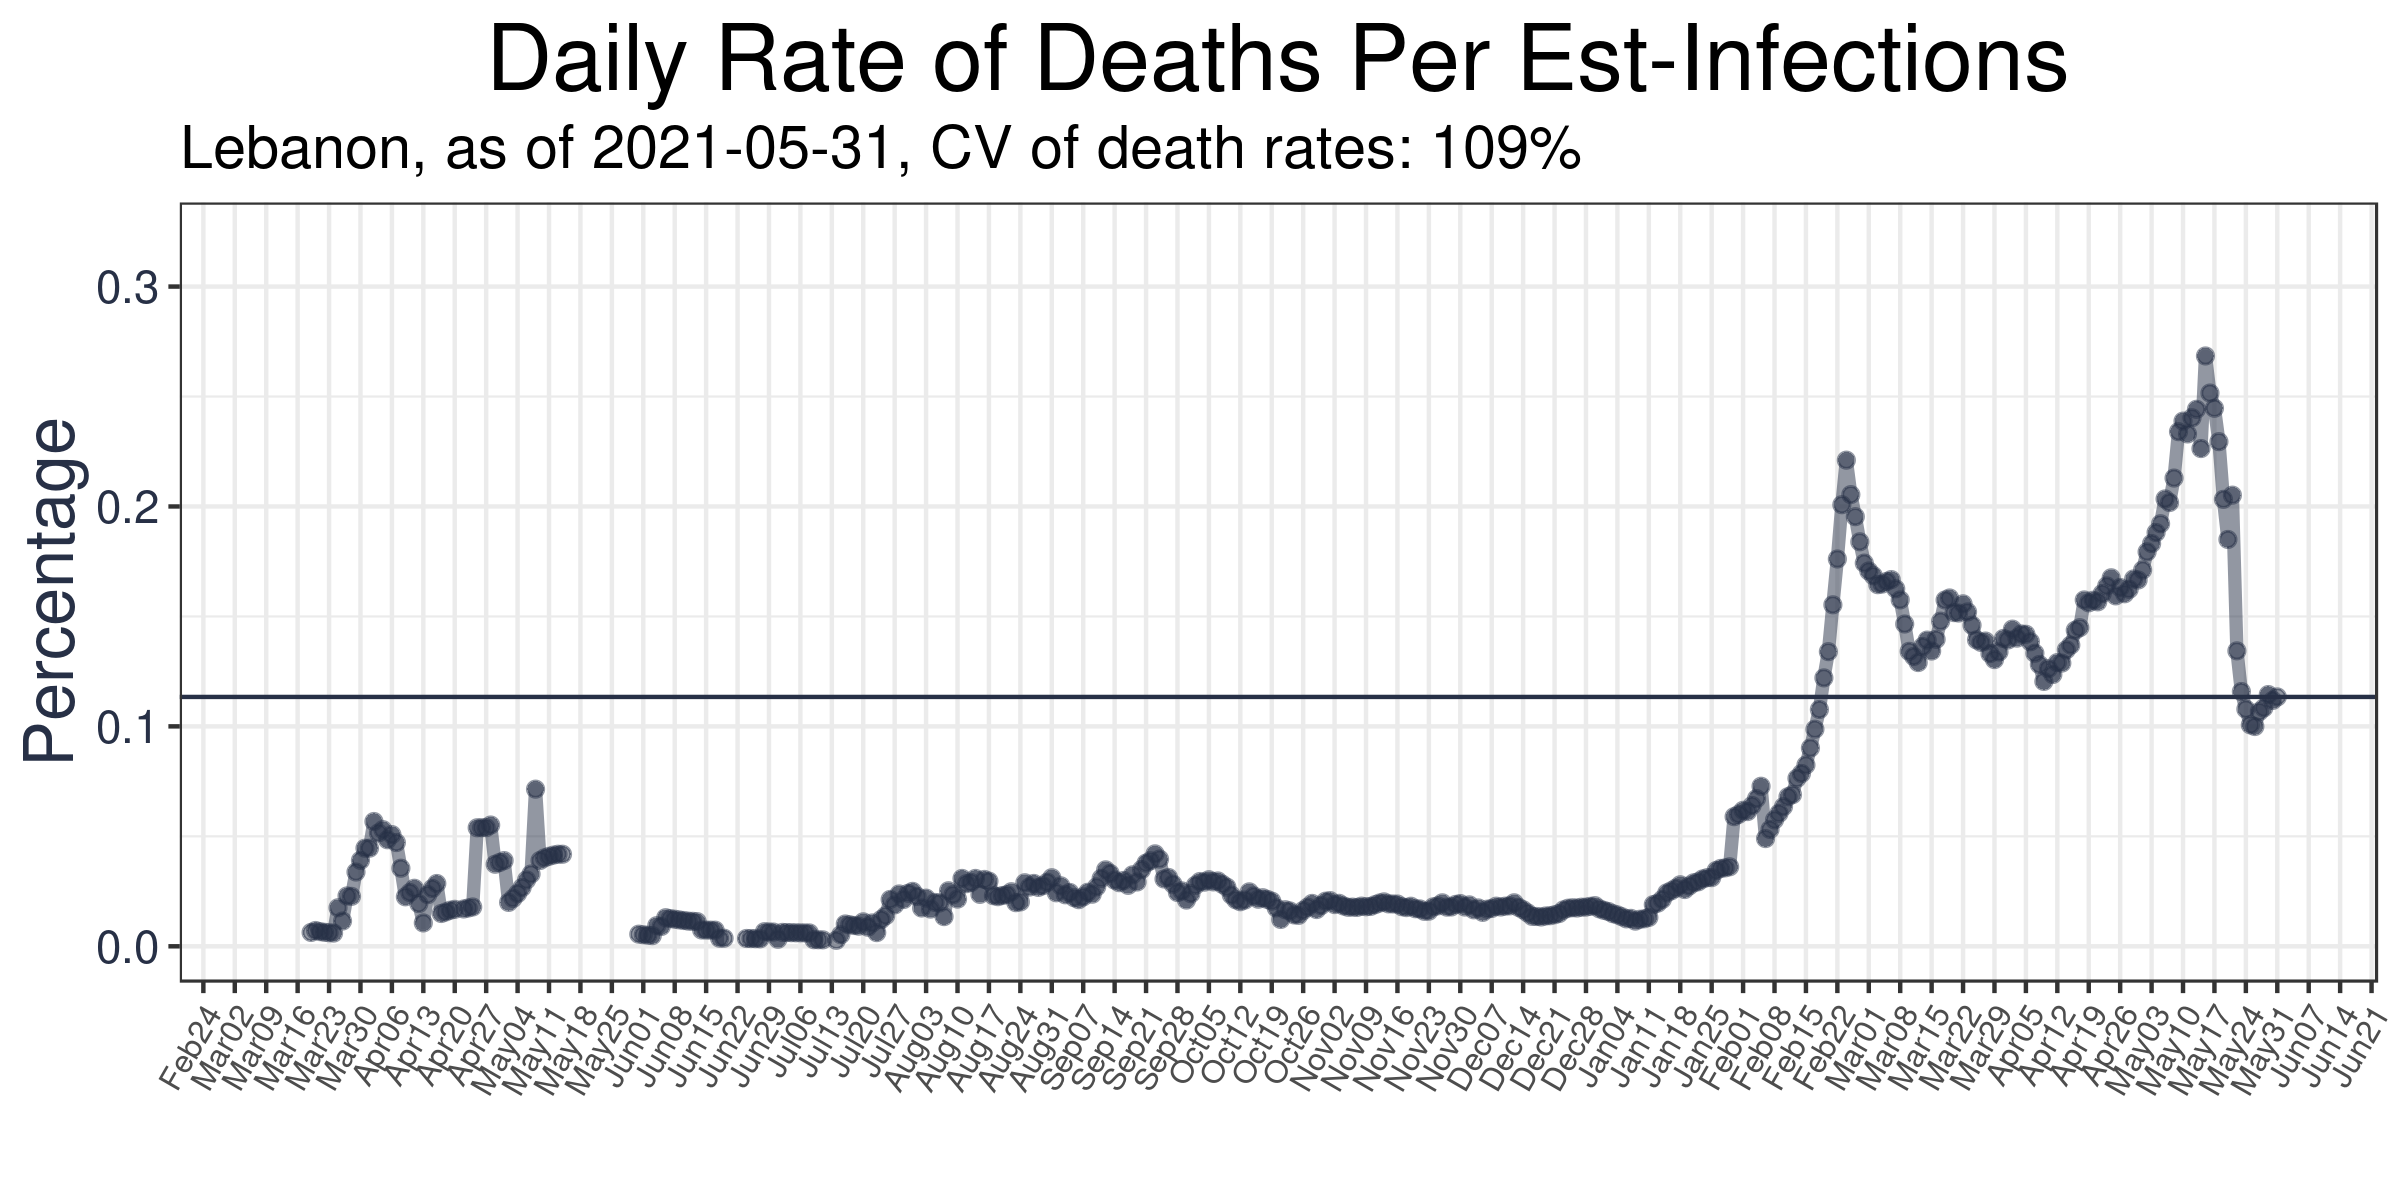 Daily Rate of Deaths Per Est-Infections
Lebanon, as of 2021-05-31, CV of death rates: 109%
Percentage
0.3
0.2
0.1
0.0
Feb24 Mar02 Mar09 Mar16 Mar23 Mar30 Apr06 Apr13 Apr20 Apr27 May04 May11 May18 May25 Jun01 Jun08 Jun15 Jun22 Jun29 Jul06 Jul13 Jul20 Jul27 Aug03 Aug10 Aug17 Aug24 Aug31 Sep07 Sep14 Sep21 Sep28 Oct05 Oct12 Oct19 Oct26 Nov02 Nov09 Nov16 Nov23 Nov30 Dec07 Dec14 Dec21 Dec28 Jan04 Jan11 Jan18 Jan25 Feb01 Feb08 Feb15 Feb22 Mar01 Mar08 Mar15 Mar22 Mar29 Apr05 Apr12 Apr19 Apr26 May03 May10 May17 May24 May31 Jun07 Jun14 Jun21